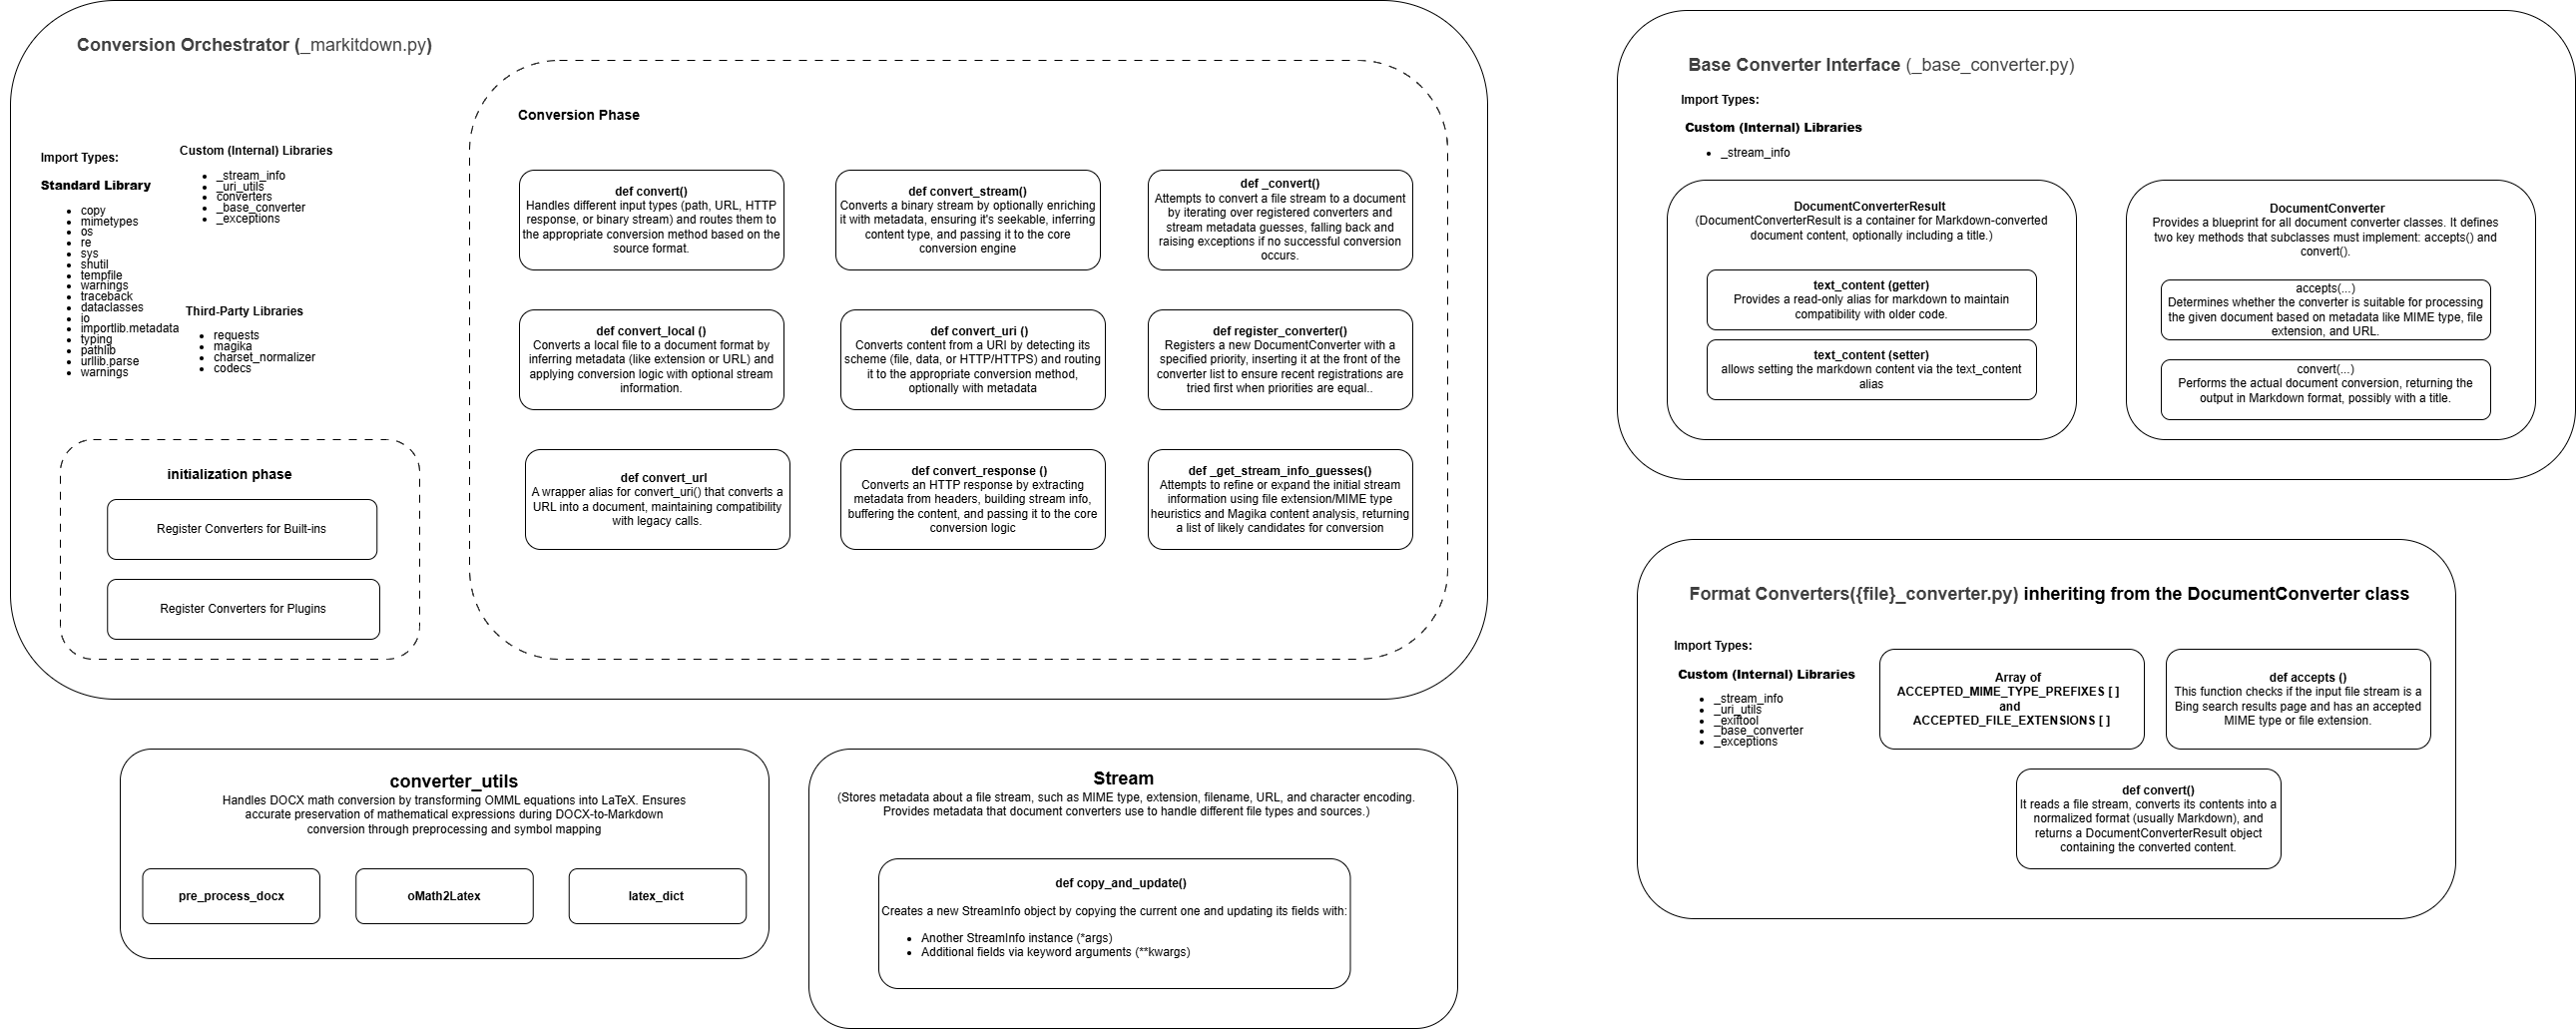 Conversion Orchestrator (_markitdown.py)
Import Types:
Standard Library
copy
mimetypes
os
re
sys
shutil
tempfile
warnings
traceback
dataclasses
io
importlib.metadata
typing
pathlib
urllib.parse
warnings
Custom (Internal) Libraries
_stream_info
_uri_utils
converters
_base_converter
_exceptions
Third-Party Libraries
requests
magika
charset_normalizer
codecs
initialization phase
Register Converters for Built-ins
Register Converters for Plugins
Conversion Phase
def convert()
Handles different input types (path, URL, HTTP
response, or binary stream) and routes them to
the appropriate conversion method based on the
source format.
def convert_stream()
Converts a binary stream by optionally enriching
it with metadata, ensuring it's seekable, inferring
content type, and passing it to the core
conversion engine
def _convert()
Attempts to convert a file stream to a document
by iterating over registered converters and
stream metadata guesses, falling back and
raising exceptions if no successful conversion
occurs.
def convert_local ()
Converts a local file to a document format by
inferring metadata (like extension or URL) and
applying conversion logic with optional stream
information.
def convert_uri ()
Converts content from a URI by detecting its
scheme (file, data, or HTTP/HTTPS) and routing
it to the appropriate conversion method,
optionally with metadata
def register_converter()
Registers a new DocumentConverter with a
specified priority, inserting it at the front of the
converter list to ensure recent registrations are
tried first when priorities are equal..
def convert_url
A wrapper alias for convert_uri() that converts a
URL into a document, maintaining compatibility
with legacy calls.
def convert_response ()
Converts an HTTP response by extracting
metadata from headers, building stream info,
buffering the content, and passing it to the core
conversion logic
def _get_stream_info_guesses()
Attempts to refine or expand the initial stream
information using file extension/MIME type
heuristics and Magika content analysis, returning
a list of likely candidates for conversion
Base Converter Interface (_base_converter.py)
Import Types:
Custom (Internal) Libraries
_stream_info
DocumentConverterResult
(DocumentConverterResult is a container for Markdown-converted
document content, optionally including a title.)
text_content (getter)
Provides a read-only alias for markdown to maintain
compatibility with older code.
text_content (setter)
allows setting the markdown content via the text_content
alias
DocumentConverter
Provides a blueprint for all document converter classes. It defines
two key methods that subclasses must implement: accepts() and
convert().
accepts(...)
Determines whether the converter is suitable for processing
the given document based on metadata like MIME type, file
extension, and URL.
convert(...)
Performs the actual document conversion, returning the
output in Markdown format, possibly with a title.
Format Converters({file}_converter.py) inheriting from the DocumentConverter class
Import Types:
Custom (Internal) Libraries
_stream_info
_uri_utils
_exiftool
_base_converter
_exceptions
Array of
ACCEPTED_MIME_TYPE_PREFIXES [ ]
and
ACCEPTED_FILE_EXTENSIONS [ ]
def accepts ()
This function checks if the input file stream is a
Bing search results page and has an accepted
MIME type or file extension.
def convert()
It reads a file stream, converts its contents into a
normalized format (usually Markdown), and
returns a DocumentConverterResult object
containing the converted content.
converter_utils
Handles DOCX math conversion by transforming OMML equations into LaTeX. Ensures
accurate preservation of mathematical expressions during DOCX-to-Markdown
conversion through preprocessing and symbol mapping
pre_process_docx
oMath2Latex
latex_dict
Stream
(Stores metadata about a file stream, such as MIME type, extension, filename, URL, and character encoding.
Provides metadata that document converters use to handle different file types and sources.)
def copy_and_update()
Creates a new StreamInfo object by copying the current one and updating its fields with:
Another StreamInfo instance (*args)
Additional fields via keyword arguments (**kwargs)